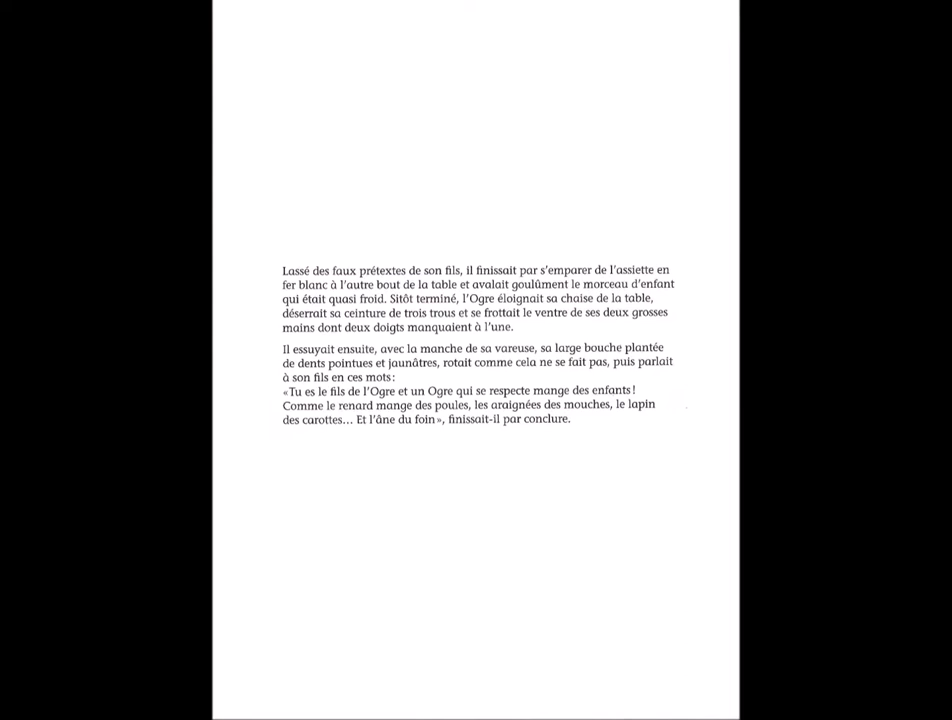 Lassé des faux prétextes de son fils, il finissait par s’emparer de l’assiette en
fer blanc à l’autre bout de la table et avalait goulûment le morceau d’enfant
qui était quasi froid. Sitôt terminé, l’Ogre éloignait sa chaise de la table,
déserrait sa ceinture de trois trous et se frottait le ventre de ses deux grosses
mains dont deux doigts manquaient à l’une.
Il essuyait ensuite, avec la manche de sa vareuse, sa large bouche plantée
de dents pointues et jaunâtres, rotait comme cela ne se fait pas, puis parlait
à son fils en ces mots :
«Tu es le fils de l’Ogre et un Ogre qui se respecte mange des enfants !
Comme le renard mange des poules, les araignées des mouches, le lapin
des carottes... Et l’âne du foin», finissait-il par conclure.